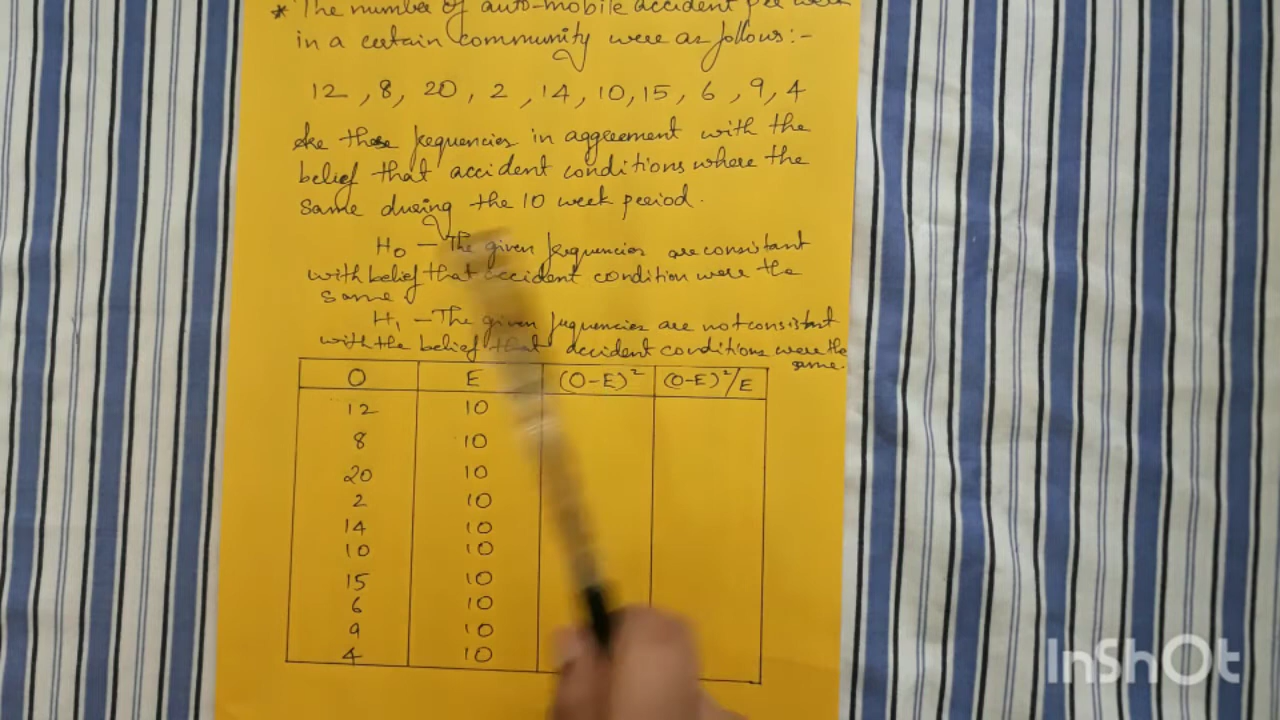 * The number of auto-mobile accident per week
in a certain community were as follows:-
12, 8, 20, 2, 14, 10, 15, 6, 9, 4
Are these frequencies in aggreement with the
belief that accident conditions where the
same during the 10 week period.
H₀ - The given frequencies are consistant
with belief that accident condition were the
same
H₁ - The given frequencies are not consistent
with the belief that accident conditions were the
same.
O E (O-E)² (O-E)²/E
12 10
8 10
20 10
2 10
14 10
10 10
15 10
6 10
9 10
4 10
InShOt